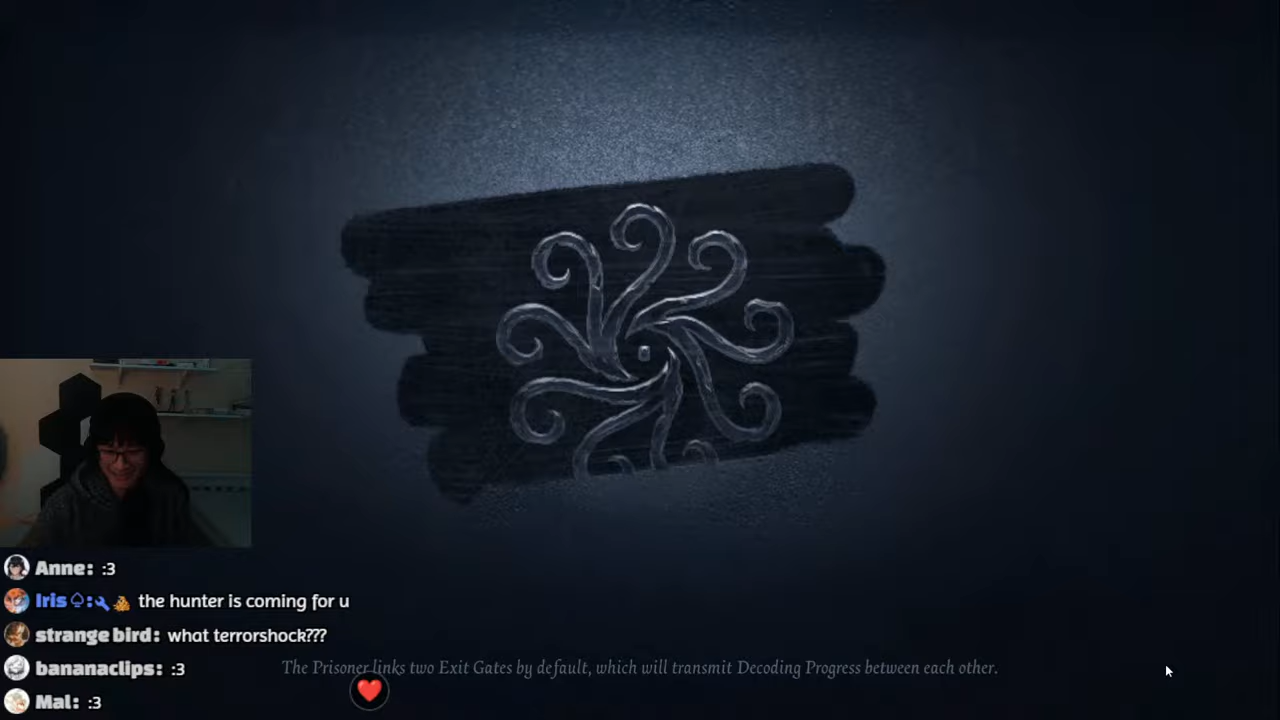 Anne: :3
Iris♤: the hunter is coming for u
strange bird: what terrorshock???
bananaclips: :3
The Prisoner links two Exit Gates by default, which will transmit Decoding Progress between each other.
Mal: :3